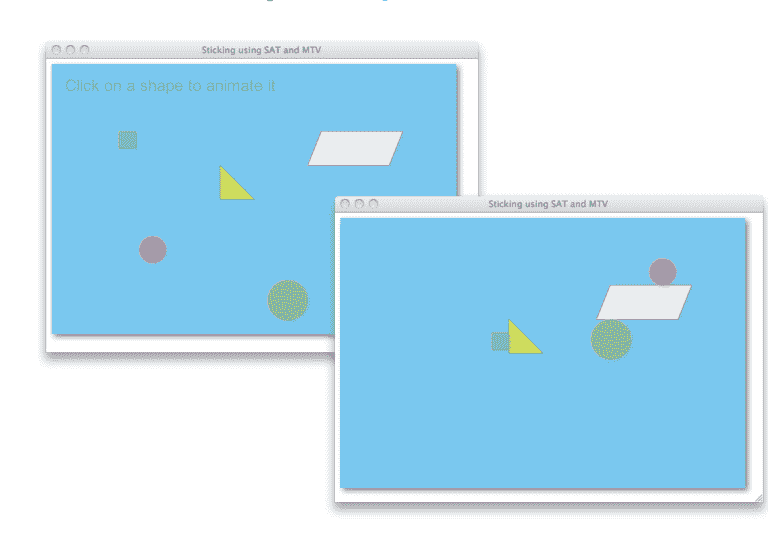 Sticking using SAT and MTV
Click on a shape to animate it
Sticking using SAT and MTV